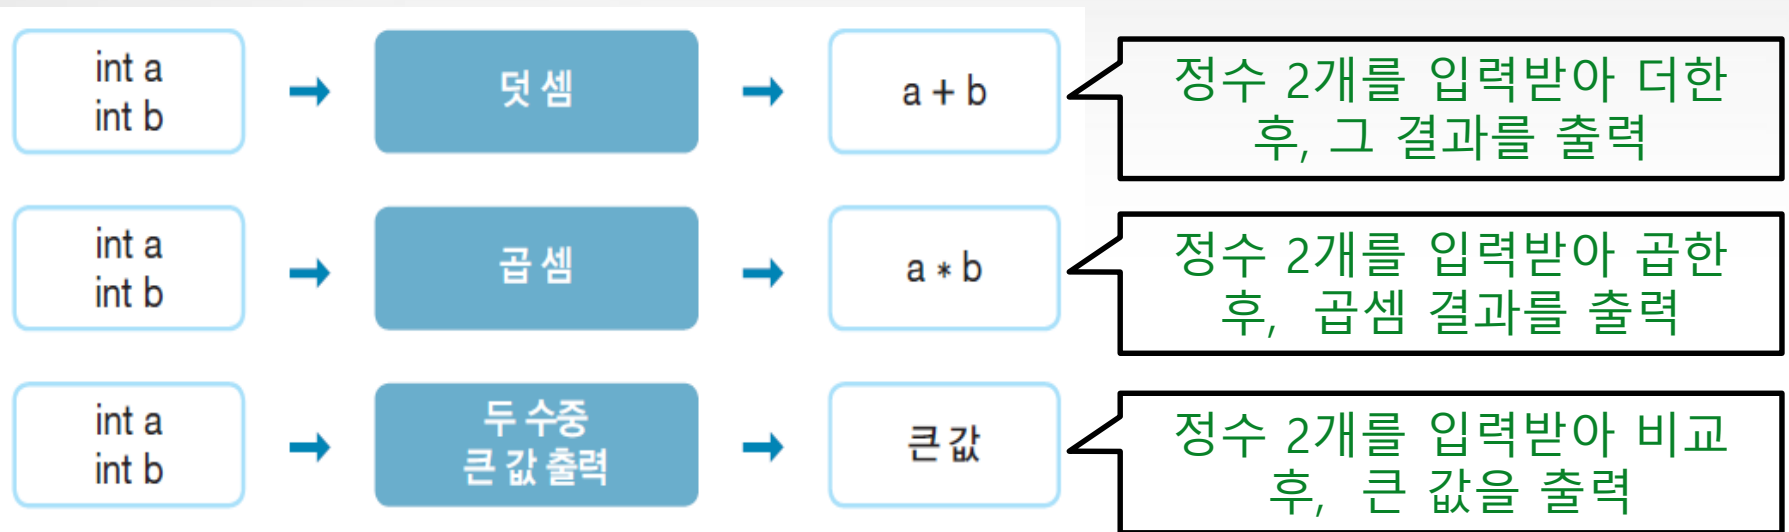 int a
int b
덧 셈
a + b
정수 2개를 입력받아 더한
후, 그 결과를 출력
int a
int b
곱 셈
a * b
정수 2개를 입력받아 곱한
후, 곱셈 결과를 출력
int a
int b
두 수중
큰 값 출력
큰 값
정수 2개를 입력받아 비교
후, 큰 값을 출력